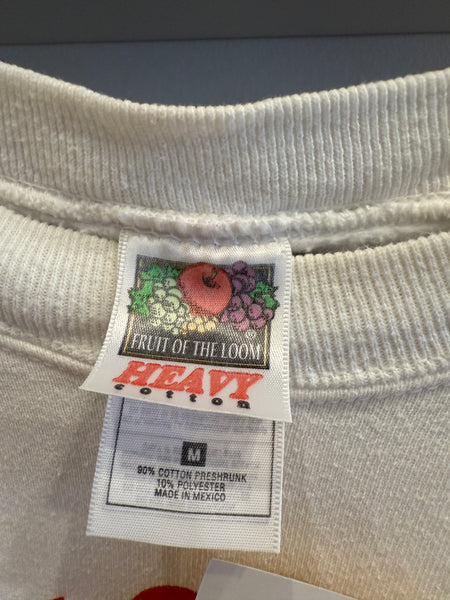 FRUIT OF THE LOOM
®
HEAVY
cotton
M
90% COTTON PRESHRUNK
10% POLYESTER
MADE IN MEXICO